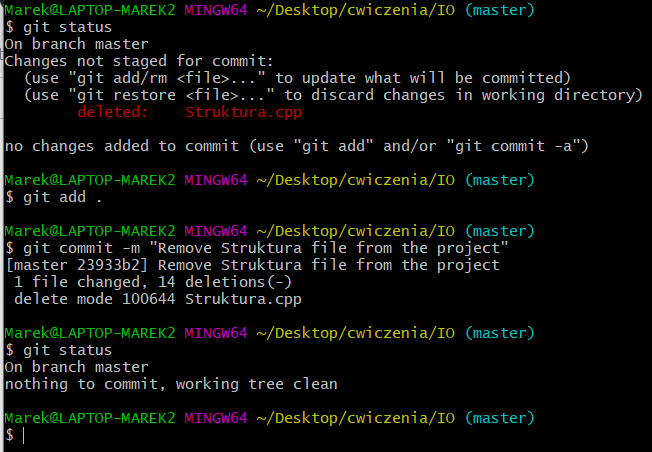 Marek@LAPTOP-MAREK2 MINGW64 ~/Desktop/cwiczenia/IO (master)
$ git status
On branch master
Changes not staged for commit:
  (use "git add/rm <file>..." to update what will be committed)
  (use "git restore <file>..." to discard changes in working directory)
        deleted:    Struktura.cpp

no changes added to commit (use "git add" and/or "git commit -a")

Marek@LAPTOP-MAREK2 MINGW64 ~/Desktop/cwiczenia/IO (master)
$ git add .

Marek@LAPTOP-MAREK2 MINGW64 ~/Desktop/cwiczenia/IO (master)
$ git commit -m "Remove Struktura file from the project"
[master 23933b2] Remove Struktura file from the project
 1 file changed, 14 deletions(-)
 delete mode 100644 Struktura.cpp

Marek@LAPTOP-MAREK2 MINGW64 ~/Desktop/cwiczenia/IO (master)
$ git status
On branch master
nothing to commit, working tree clean

Marek@LAPTOP-MAREK2 MINGW64 ~/Desktop/cwiczenia/IO (master)
$